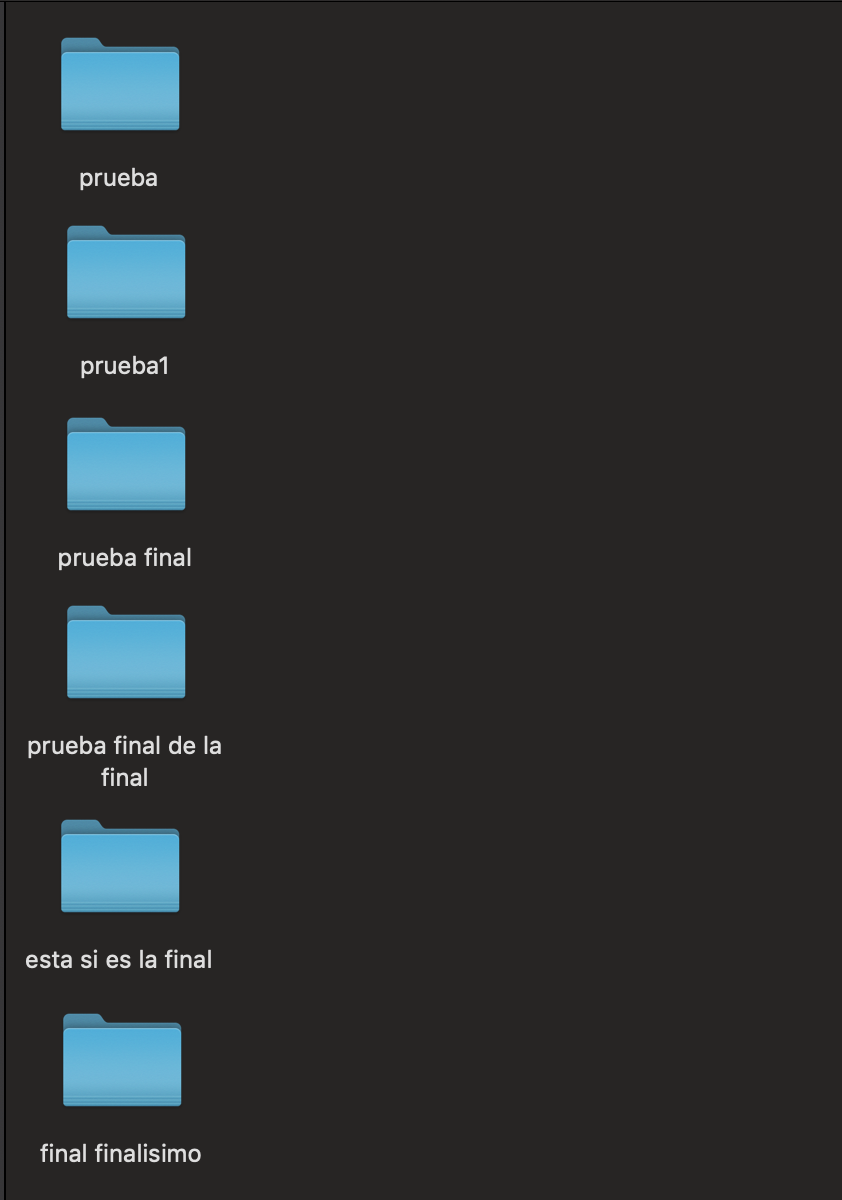 prueba
prueba1
prueba final
prueba final de la
final
esta si es la final
final finalisimo